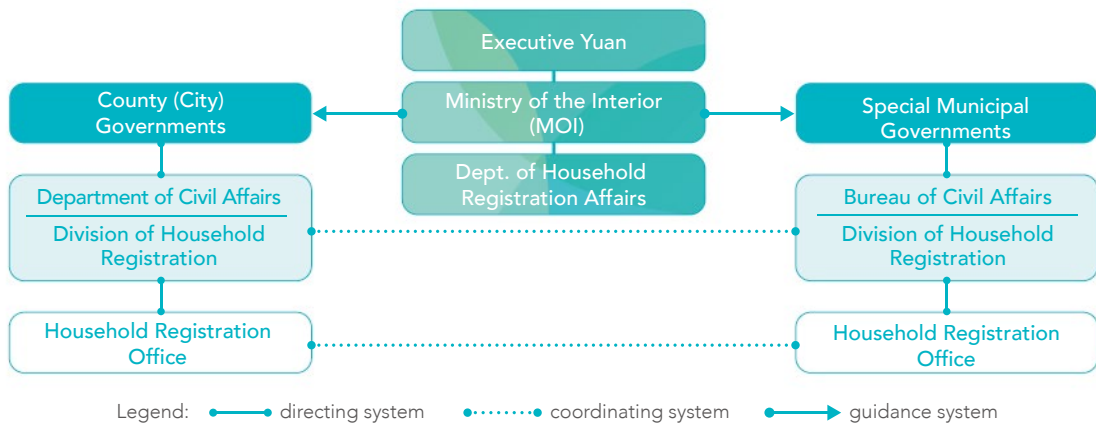 Executive Yuan
County (City)
Governments
Ministry of the Interior
(MOI)
Special Municipal
Governments
Dept. of Household
Registration Affairs
Department of Civil Affairs
Division of Household
Registration
Bureau of Civil Affairs
Division of Household
Registration
Household Registration
Office
Household Registration
Office
Legend: directing system coordinating system guidance system